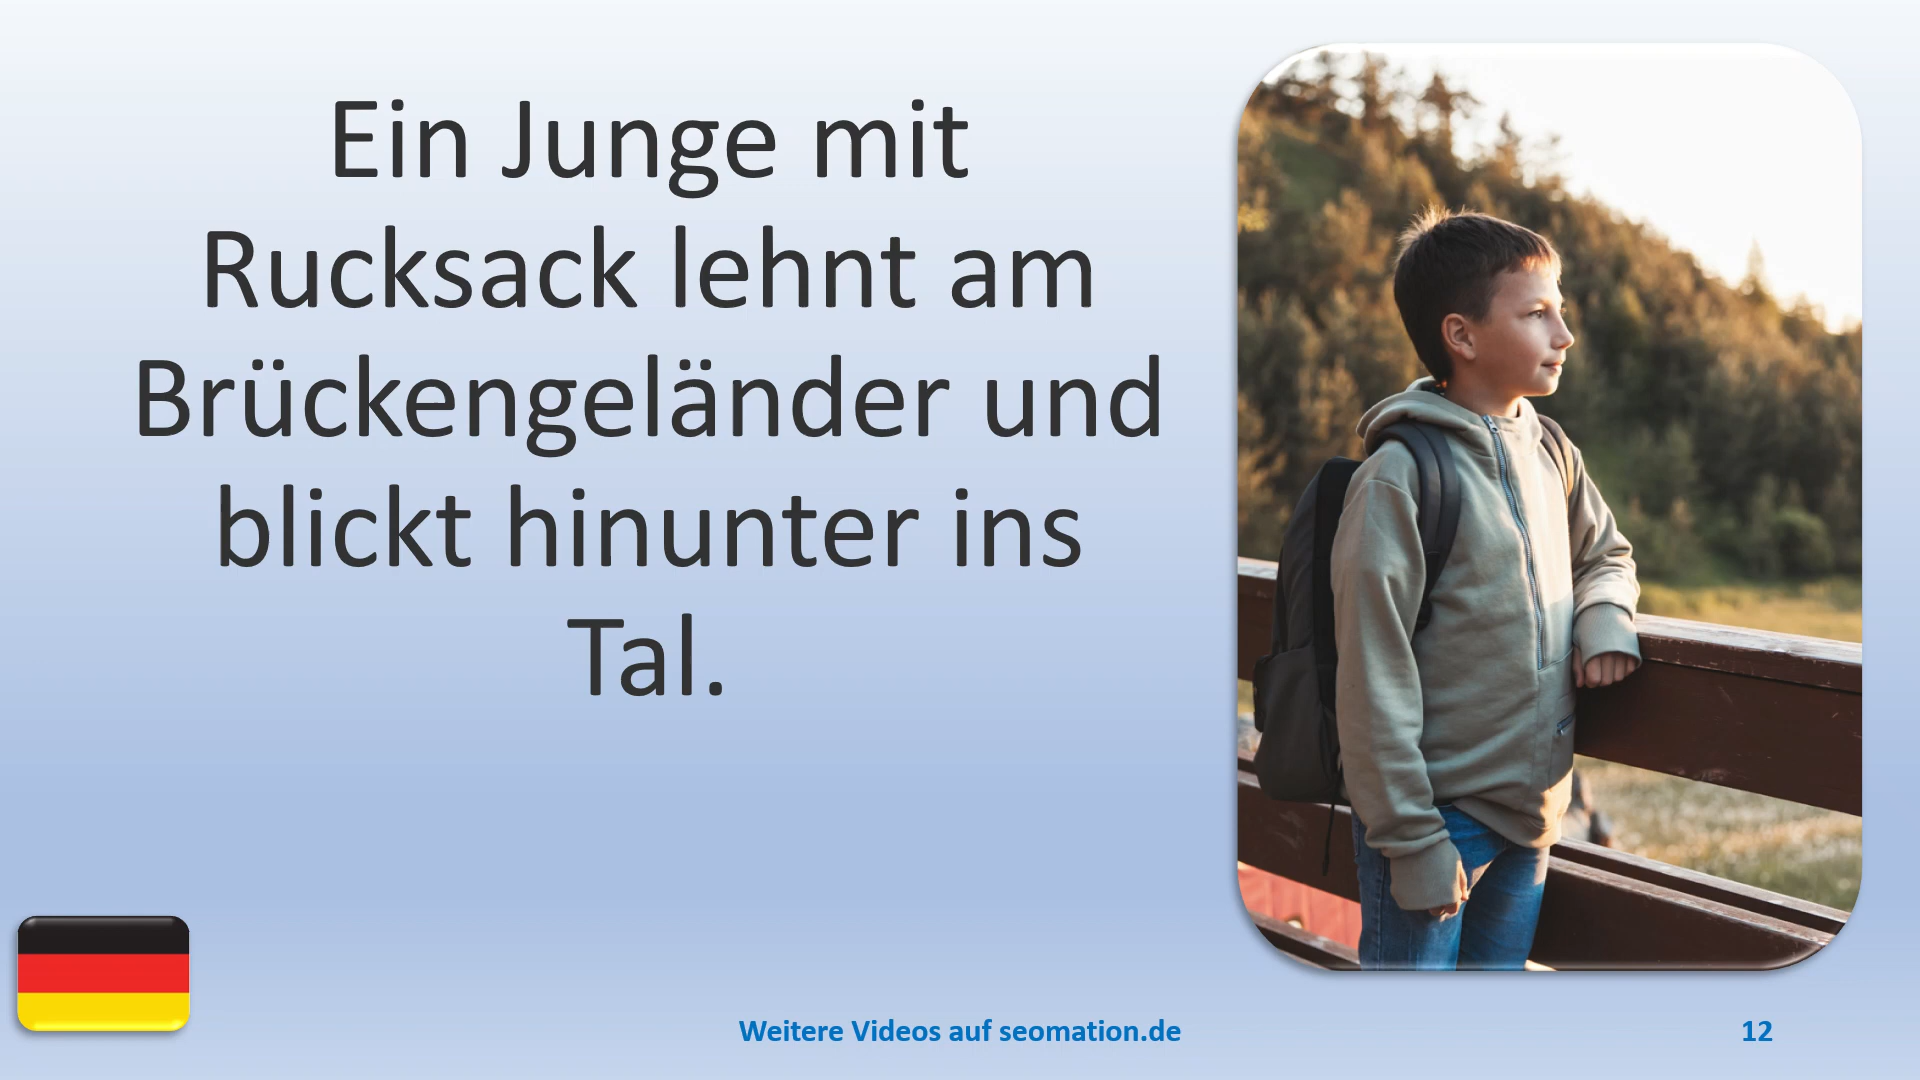 Ein Junge mit
Rucksack lehnt am
Brückengeländer und
blickt hinunter ins
Tal.
Weitere Videos auf seomation.de
12